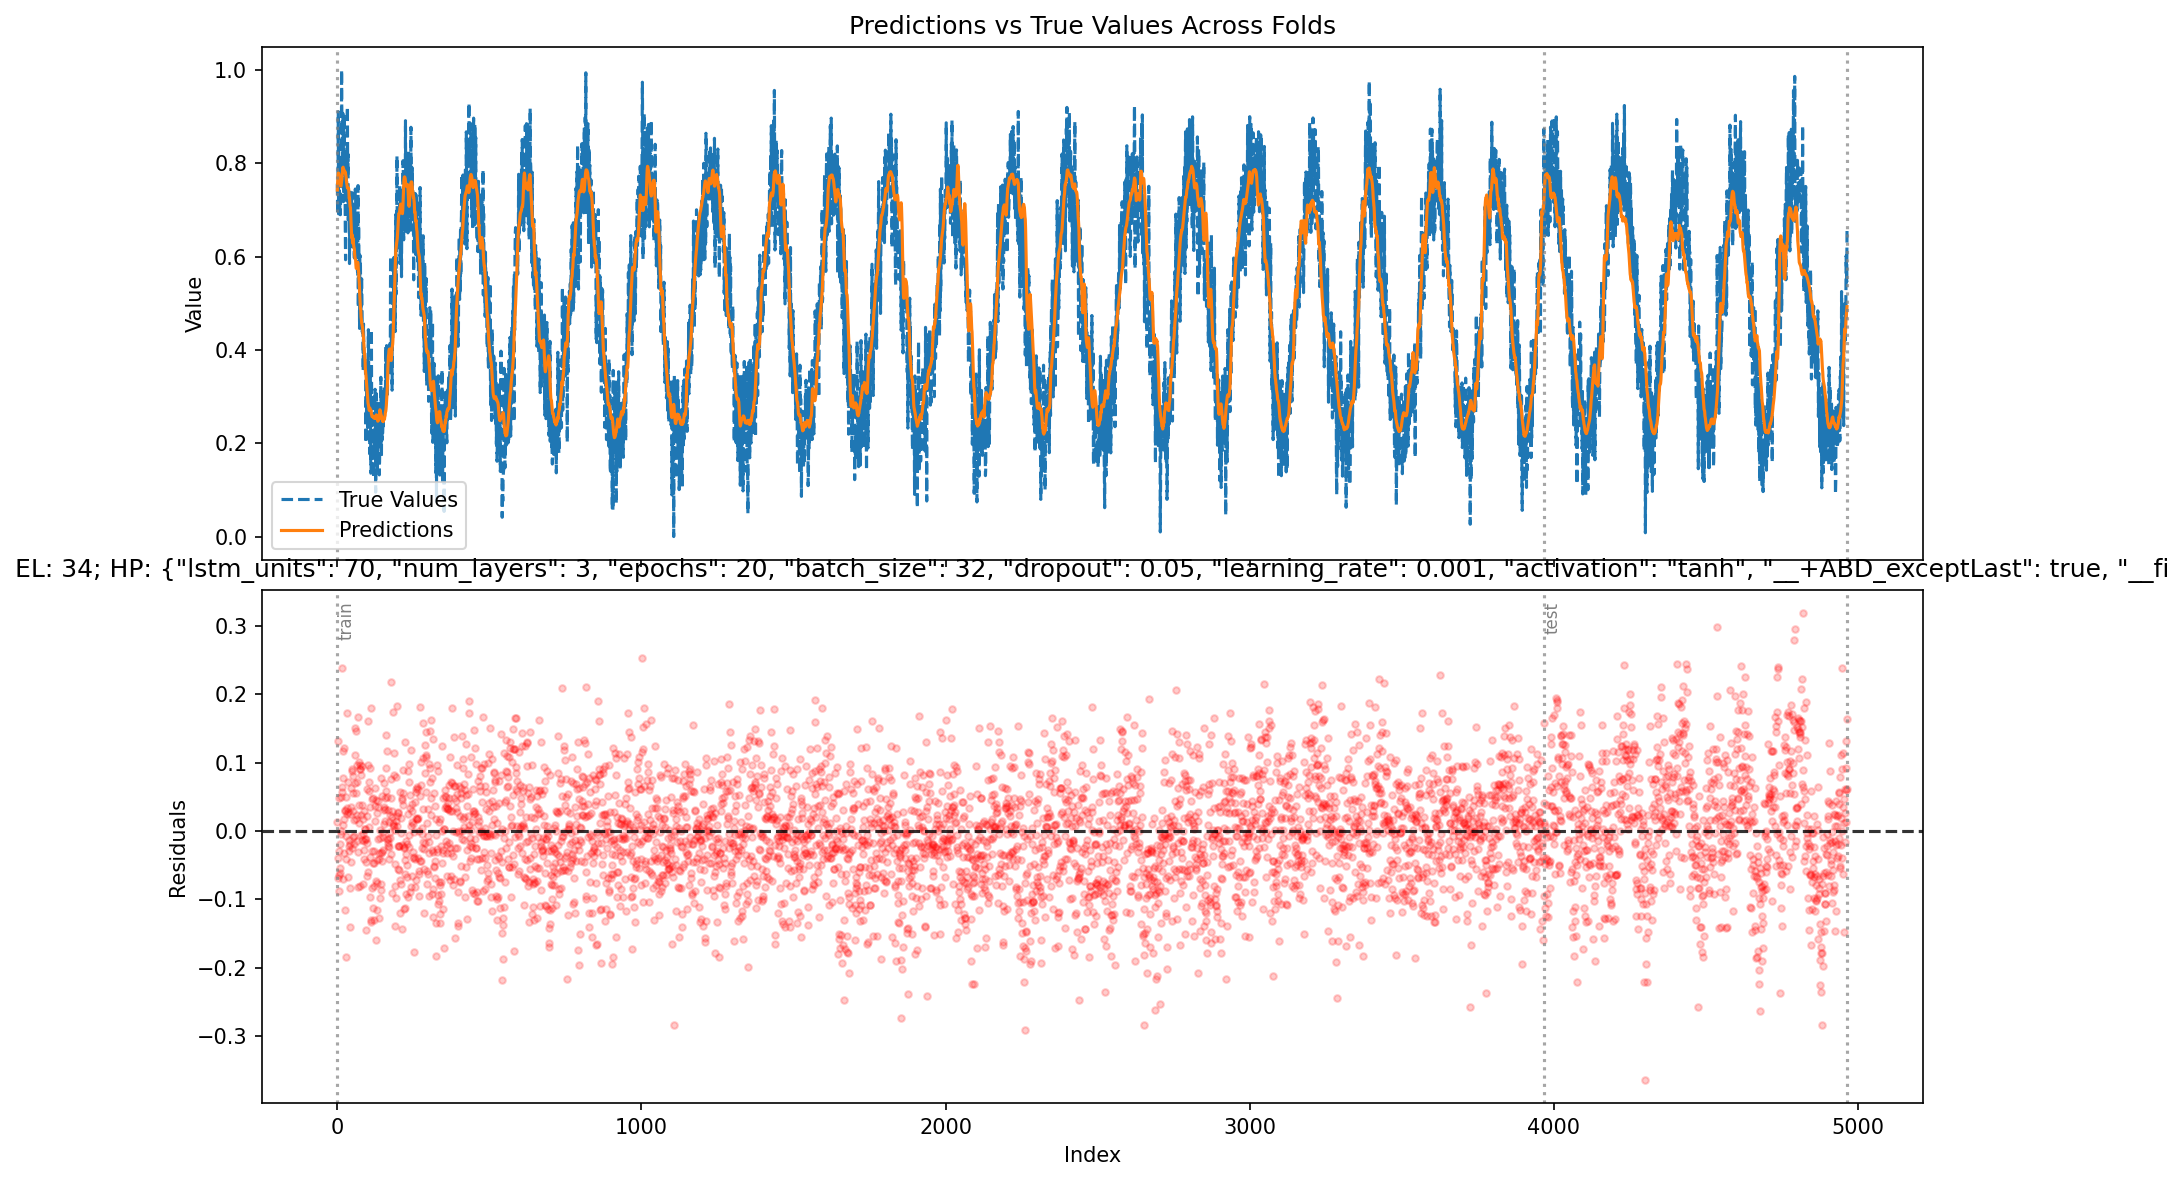 Predictions vs True Values Across Folds
1.0
0.8
0.6
0.4
0.2
0.0
Value
True Values
Predictions
EL: 34; HP: {"lstm_units": 70, "num_layers": 3, "epochs": 20, "batch_size": 32, "dropout": 0.05, "learning_rate": 0.001, "activation": "tanh", "__+ABD_exceptLast": true, "__fi
train
test
0.3
0.2
0.1
0.0
−0.1
−0.2
−0.3
Residuals
0
1000
2000
3000
4000
5000
Index